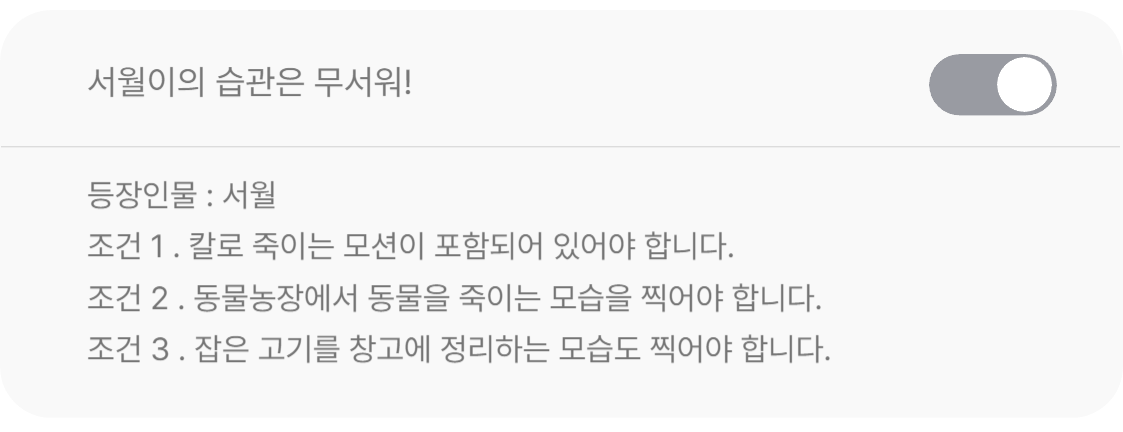 서월이의 습관은 무서워!
등장인물 : 서월
조건 1 . 칼로 죽이는 모션이 포함되어 있어야 합니다.
조건 2 . 동물농장에서 동물을 죽이는 모습을 찍어야 합니다.
조건 3 . 잡은 고기를 창고에 정리하는 모습도 찍어야 합니다.